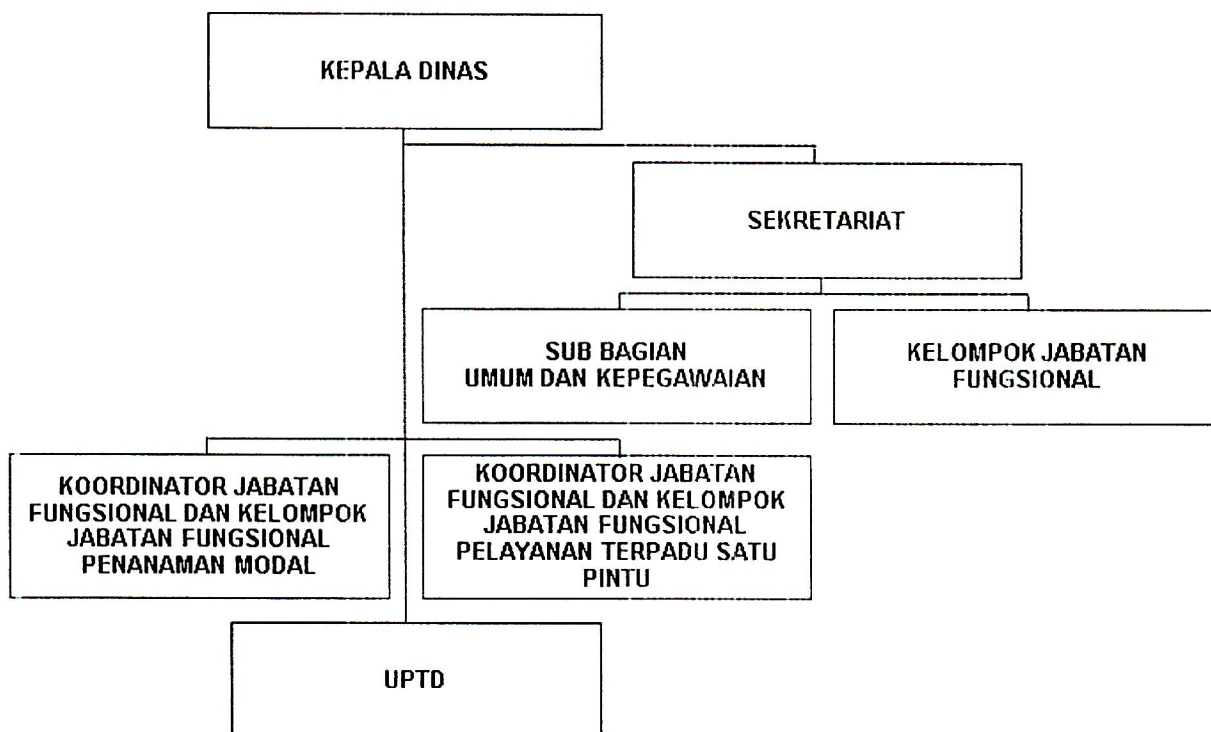 KEPALA DINAS
SEKRETARIAT
SUB BAGIAN
UMUM DAN KEPEGAWAIAN
KELOMPOK JABATAN
FUNGSIONAL
KOORDINATOR JABATAN
FUNGSIONAL DAN KELOMPOK
JABATAN FUNGSIONAL
PENANAMAN MODAL
KOORDINATOR JABATAN
FUNGSIONAL DAN KELOMPOK
JABATAN FUNGSIONAL
PELAYANAN TERPADU SATU
PINTU
UPTD